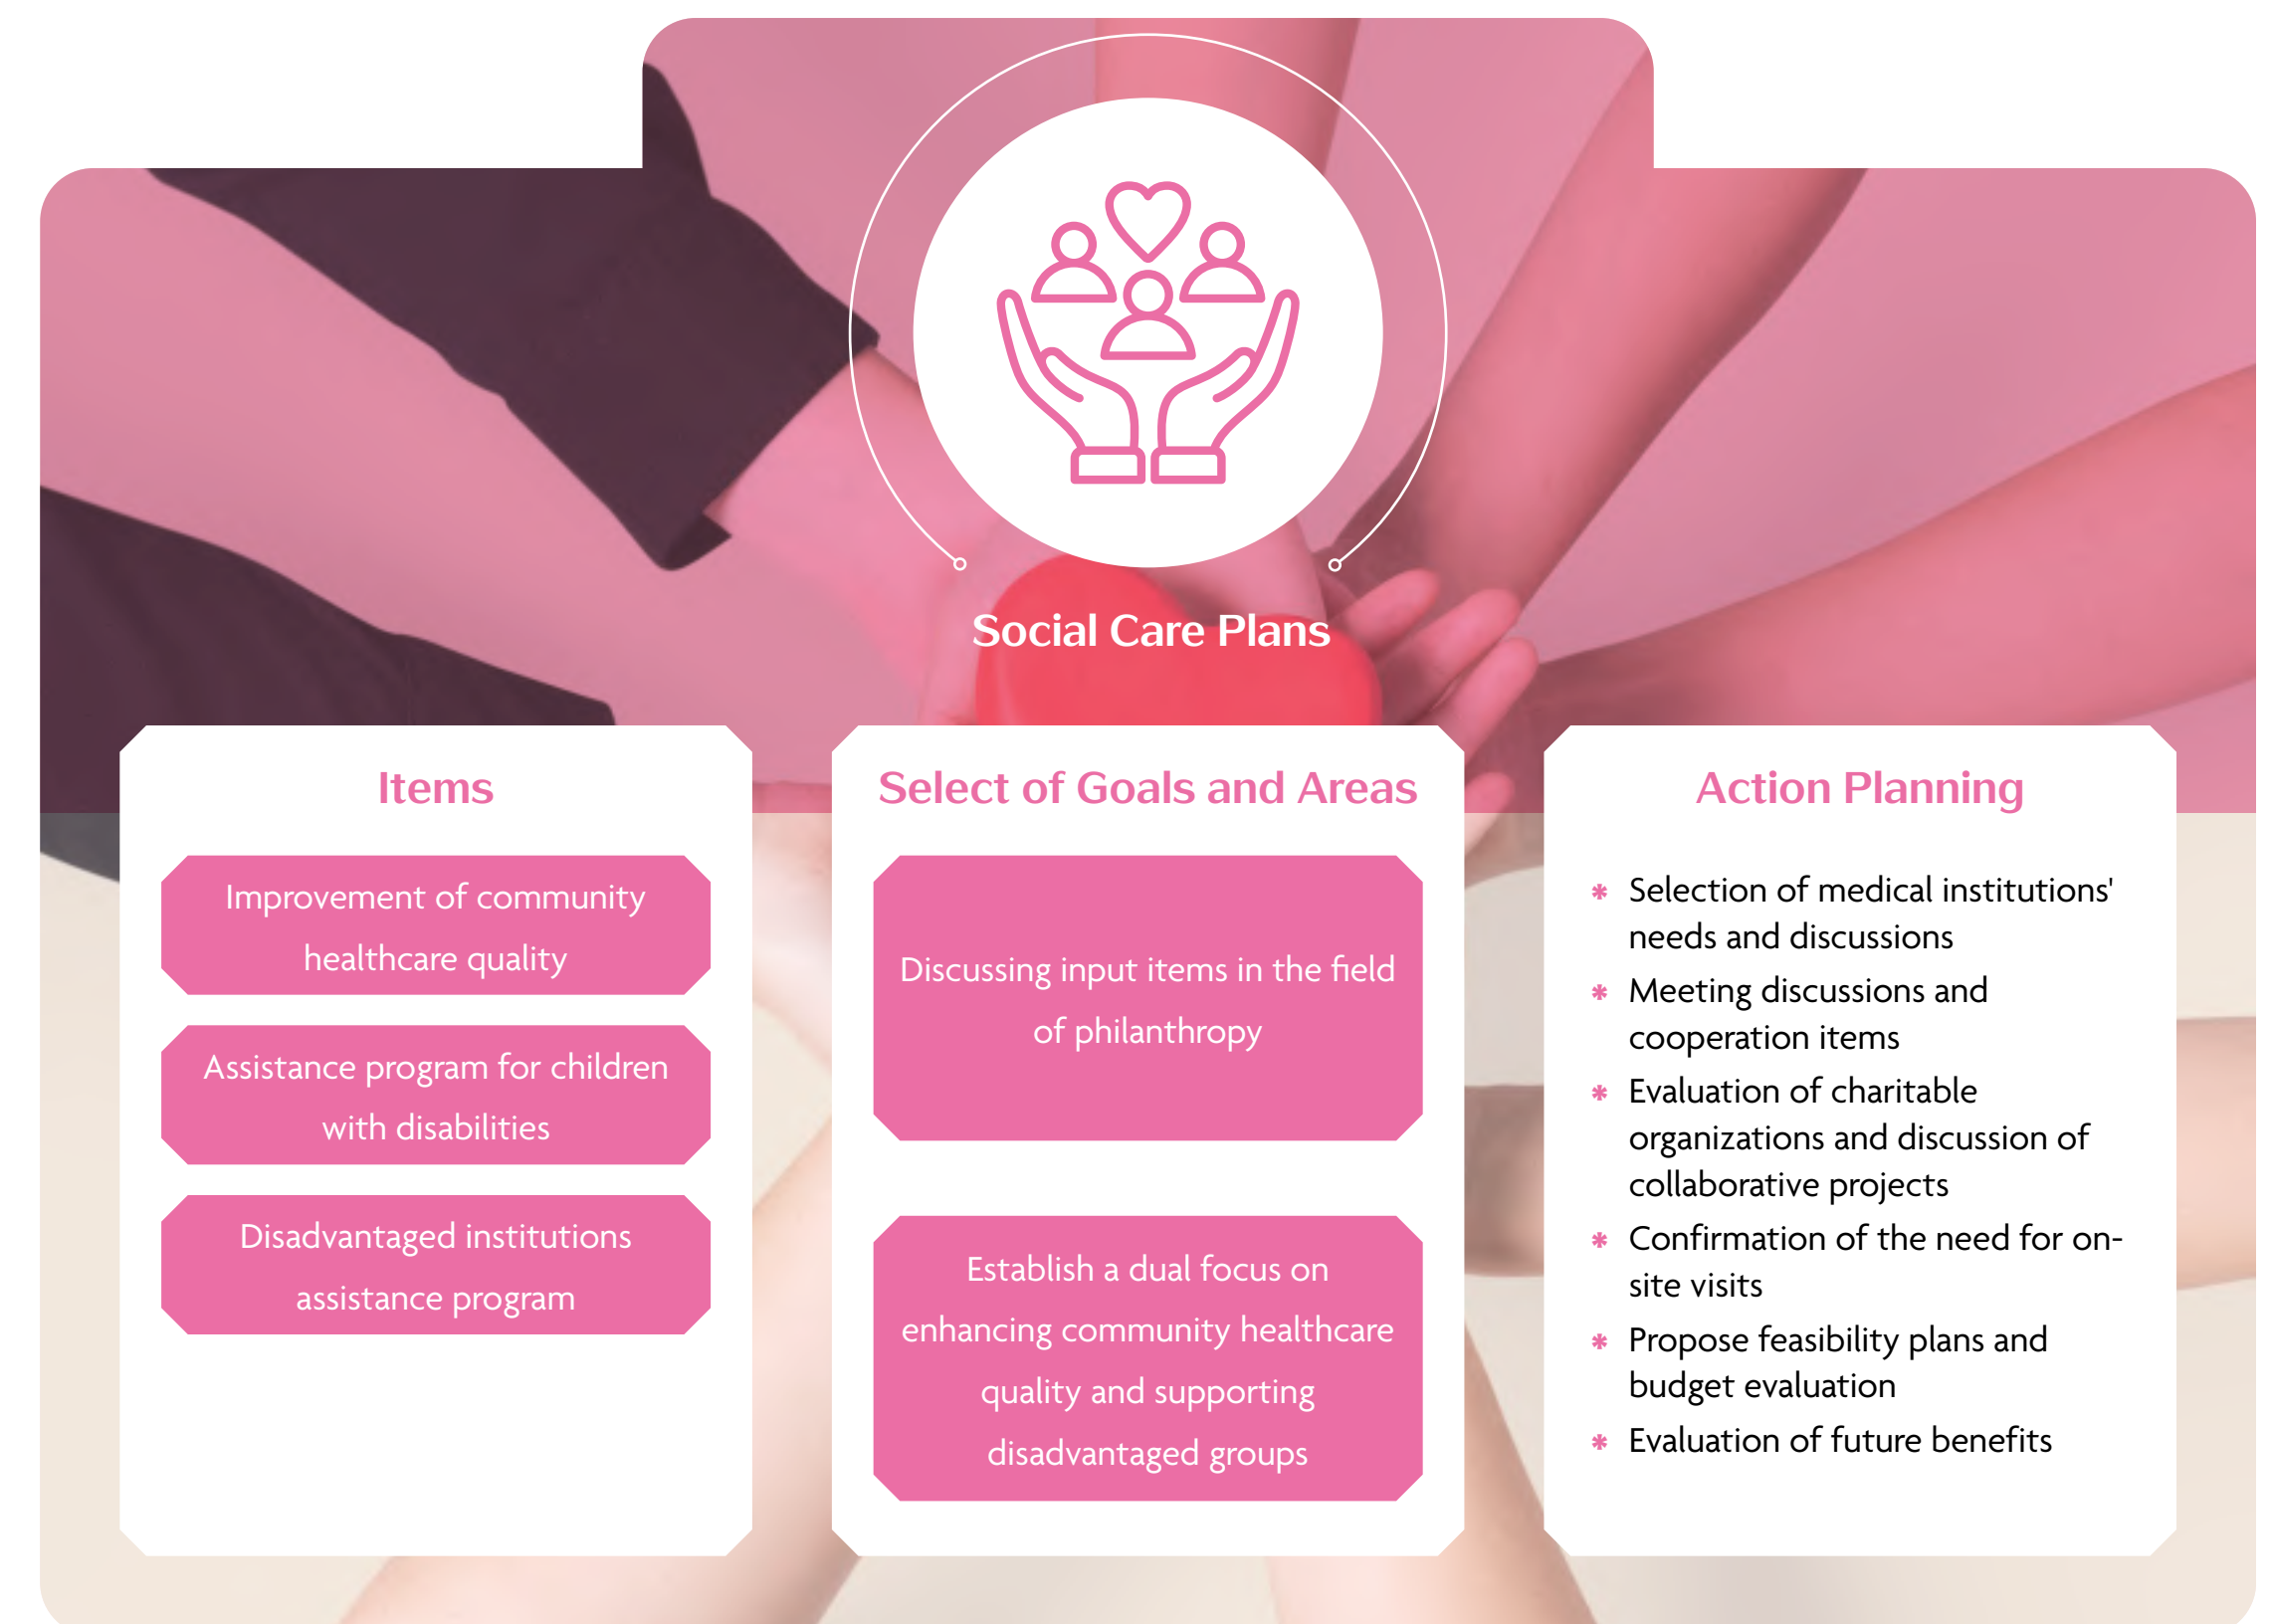 Social Care Plans
Items
Improvement of community
healthcare quality
Assistance program for children
with disabilities
Disadvantaged institutions
assistance program
Select of Goals and Areas
Discussing input items in the field
of philanthropy
Establish a dual focus on
enhancing community healthcare
quality and supporting
disadvantaged groups
Action Planning
* Selection of medical institutions'
needs and discussions
* Meeting discussions and
cooperation items
* Evaluation of charitable
organizations and discussion of
collaborative projects
* Confirmation of the need for on-
site visits
* Propose feasibility plans and
budget evaluation
* Evaluation of future benefits